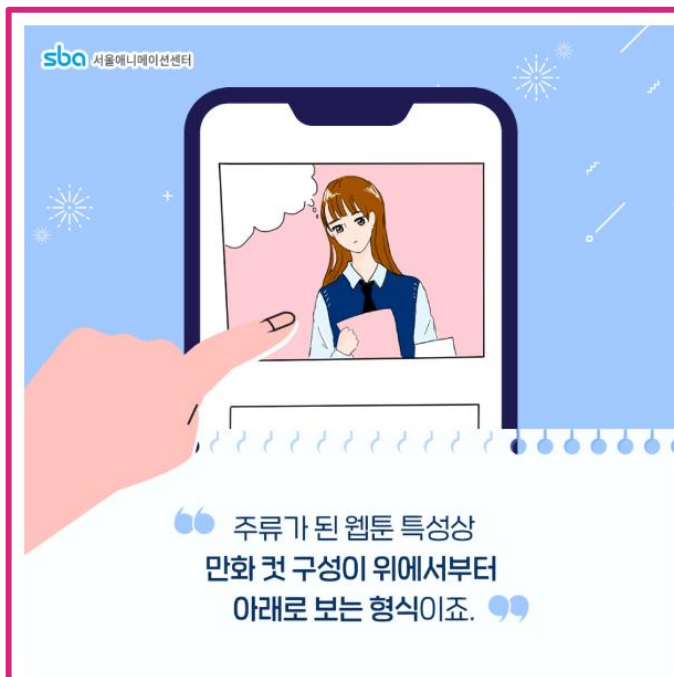 sba 서울애니메이션센터
“ 주류가 된 웹툰 특성상
만화 컷 구성이 위에서부터
아래로 보는 형식이죠. ”